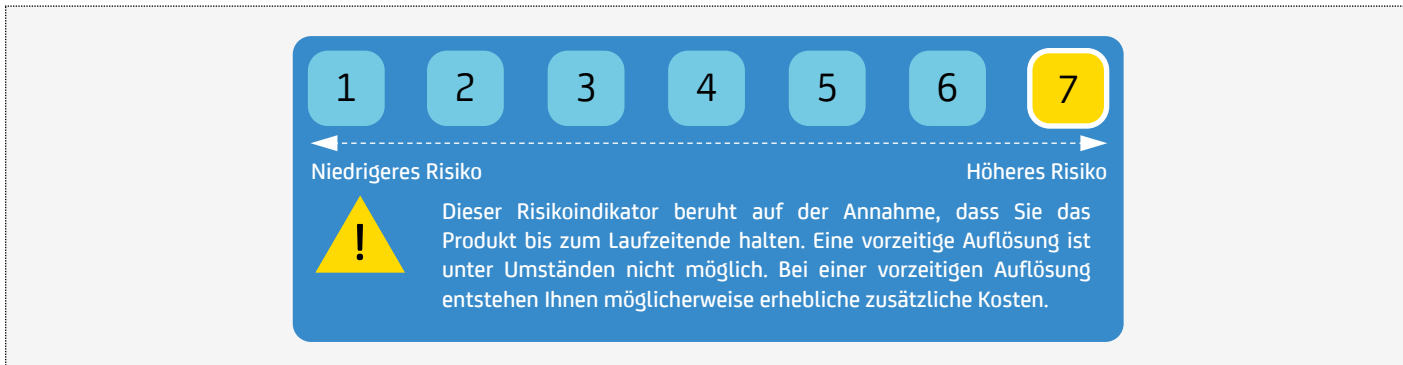 1 2 3 4 5 6 7
Niedrigeres Risiko Höheres Risiko
!
Dieser Risikoindikator beruht auf der Annahme, dass Sie das
Produkt bis zum Laufzeitende halten. Eine vorzeitige Auflösung ist
unter Umständen nicht möglich. Bei einer vorzeitigen Auflösung
entstehen Ihnen möglicherweise erhebliche zusätzliche Kosten.